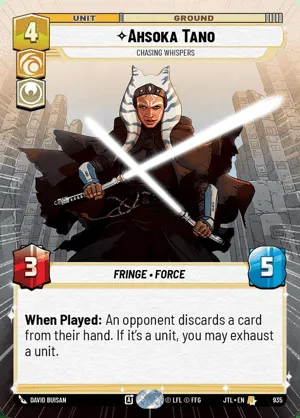 UNIT
GROUND
4
✧AHSOKA TANO
CHASING WHISPERS
3
5
FRINGE • FORCE
When Played: An opponent discards a card
from their hand. If it's a unit, you may exhaust
a unit.
DAVID BUISAN
© LFL © FFG
JTL • EN
935